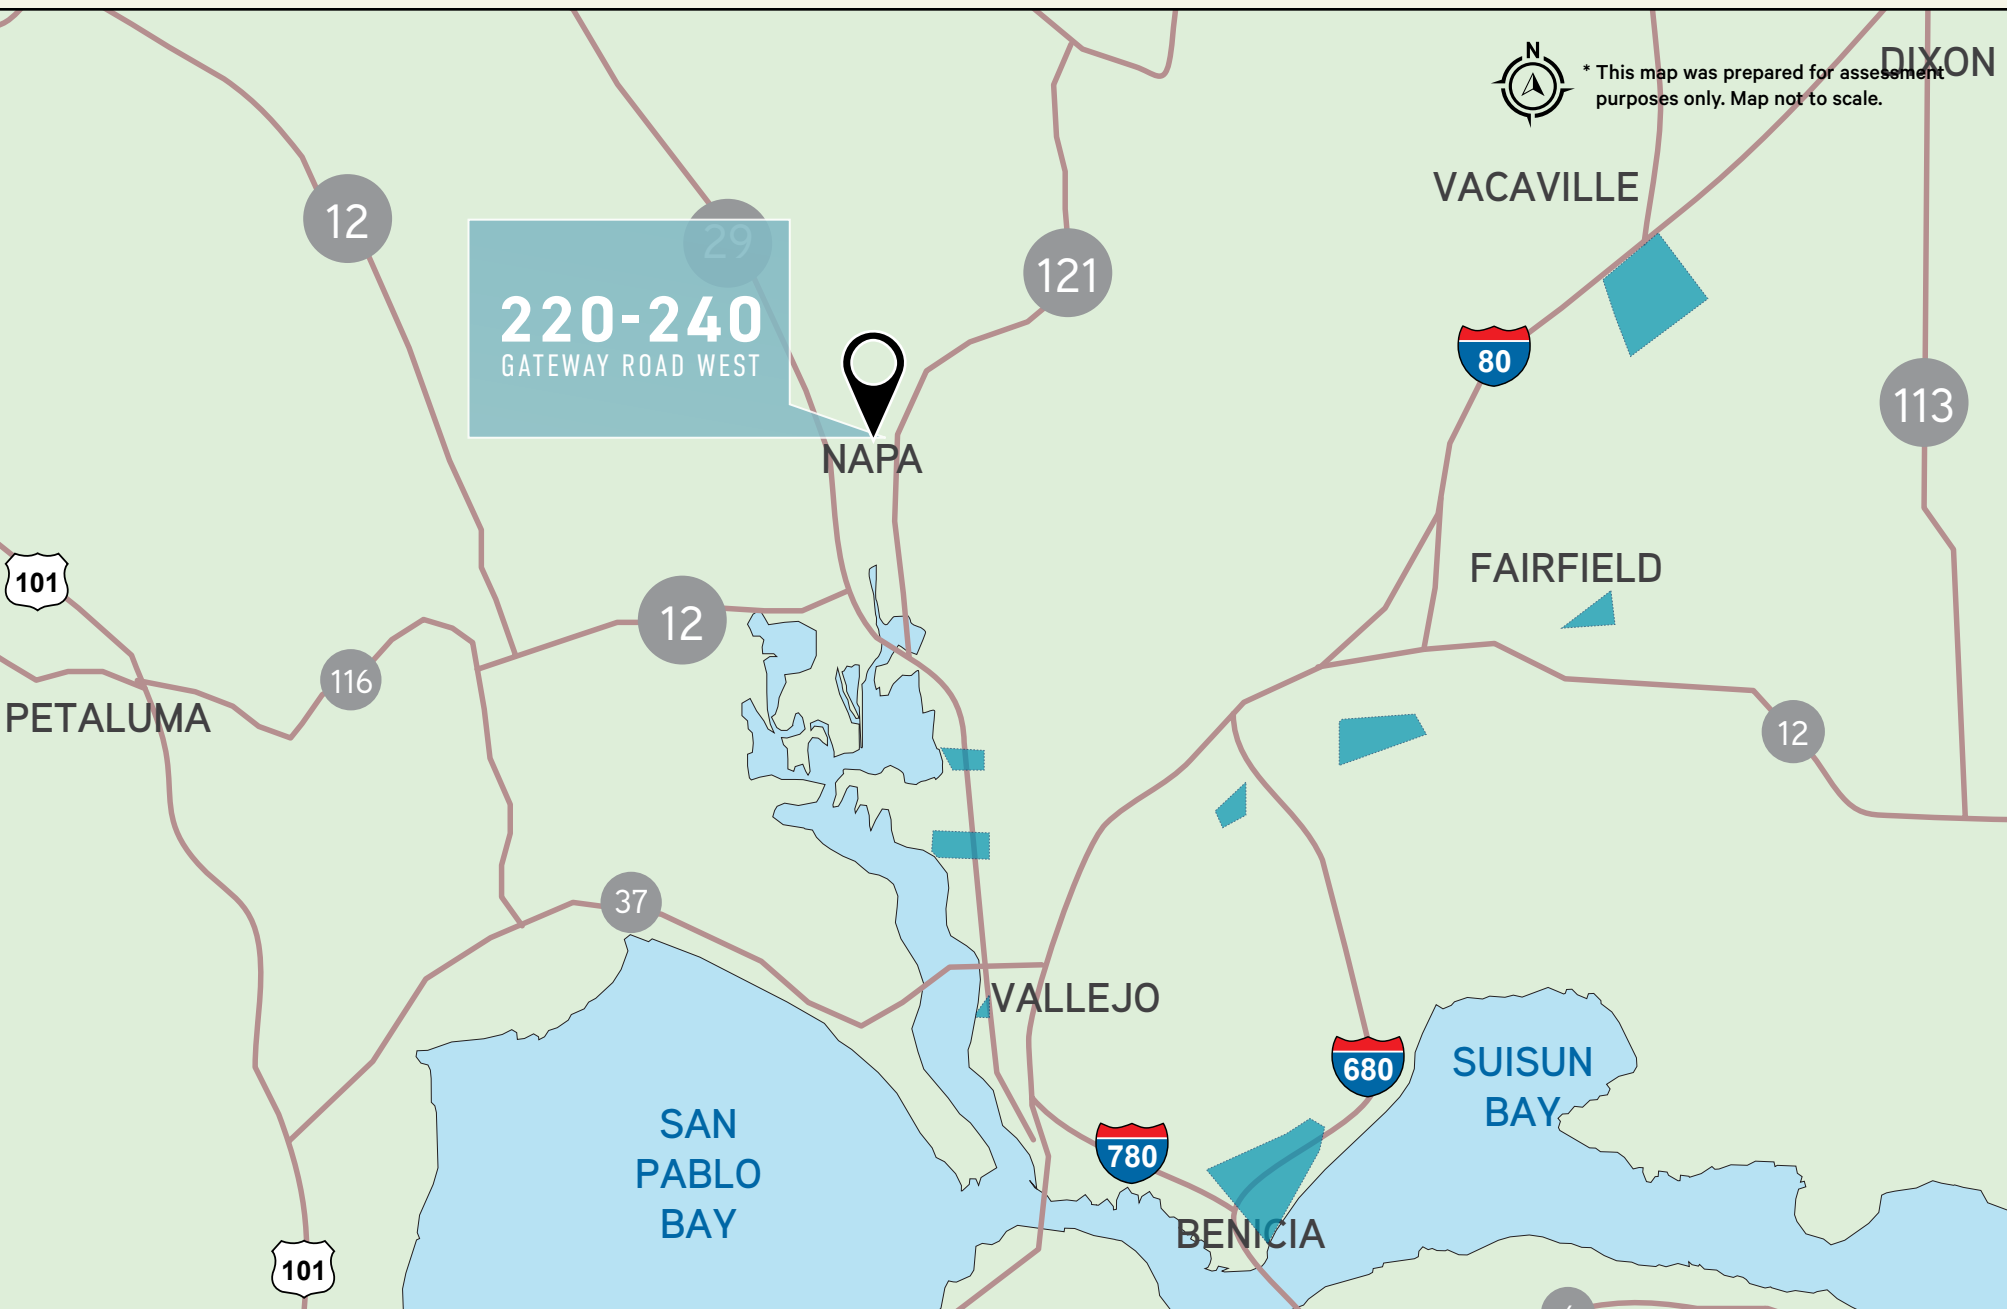 N
* This map was prepared for assessment
purposes only. Map not to scale.
DIXON
VACAVILLE
12
29
121
220-240
GATEWAY ROAD WEST
80
113
NAPA
101
FAIRFIELD
12
116
PETALUMA
12
37
VALLEJO
680
SUISUN
BAY
SAN
PABLO
BAY
780
BENICIA
101